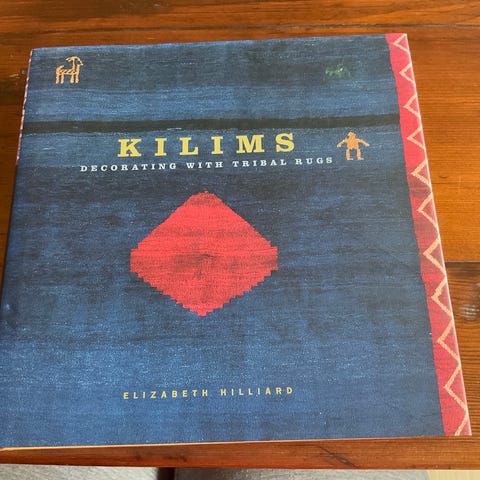 KILIMS
DECORATING WITH TRIBAL RUGS
ELIZABETH HILLIARD